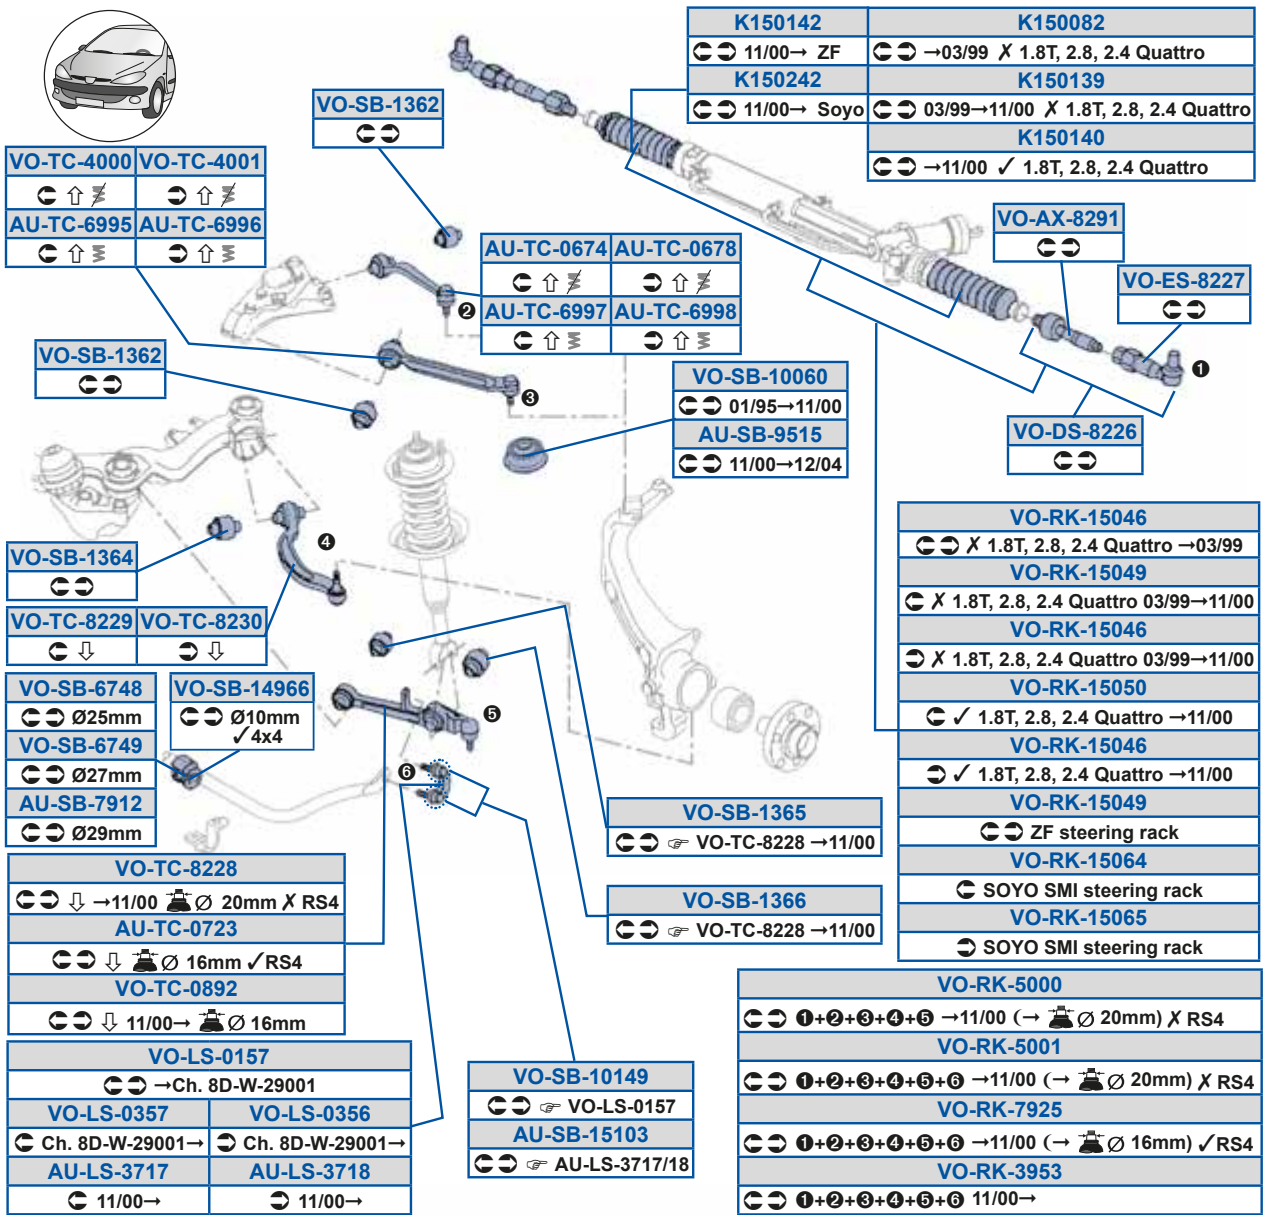 K150142 K150082
11/00→ ZF →03/99 ✗ 1.8T, 2.8, 2.4 Quattro
K150242 K150139
11/00→ Soyo 03/99→11/00 ✗ 1.8T, 2.8, 2.4 Quattro
K150140
→11/00 ✓ 1.8T, 2.8, 2.4 Quattro
VO-SB-1362
VO-TC-4000 VO-TC-4001
AU-TC-6995 AU-TC-6996
VO-AX-8291
AU-TC-0674 AU-TC-0678
AU-TC-6997 AU-TC-6998
VO-ES-8227
❷
VO-SB-1362
❸
❶
VO-SB-10060
01/95→11/00
AU-SB-9515
11/00→12/04
VO-DS-8226
VO-SB-1364
❹
VO-TC-8229 VO-TC-8230
VO-RK-15046
✗ 1.8T, 2.8, 2.4 Quattro →03/99
VO-RK-15049
✗ 1.8T, 2.8, 2.4 Quattro 03/99→11/00
VO-RK-15046
✗ 1.8T, 2.8, 2.4 Quattro 03/99→11/00
VO-RK-15050
✓ 1.8T, 2.8, 2.4 Quattro →11/00
VO-RK-15046
✓ 1.8T, 2.8, 2.4 Quattro →11/00
VO-RK-15049
ZF steering rack
VO-RK-15064
SOYO SMI steering rack
VO-RK-15065
SOYO SMI steering rack
VO-SB-6748 VO-SB-14966
Ø25mm Ø10mm
✓4x4
VO-SB-6749
Ø27mm
AU-SB-7912
Ø29mm
❺
❻
VO-SB-1365
☞ VO-TC-8228 →11/00
VO-SB-1366
☞ VO-TC-8228 →11/00
VO-TC-8228
→11/00 Ø 20mm ✗ RS4
AU-TC-0723
Ø 16mm ✓RS4
VO-TC-0892
11/00→ Ø 16mm
VO-LS-0157
→Ch. 8D-W-29001
VO-LS-0357 VO-LS-0356
Ch. 8D-W-29001→ Ch. 8D-W-29001→
AU-LS-3717 AU-LS-3718
11/00→ 11/00→
VO-SB-10149
☞ VO-LS-0157
AU-SB-15103
☞ AU-LS-3717/18
VO-RK-5000
❶+❷+❸+❹+❺ →11/00 (→ Ø 20mm) ✗ RS4
VO-RK-5001
❶+❷+❸+❹+❺+❻ →11/00 (→ Ø 20mm) ✗ RS4
VO-RK-7925
❶+❷+❸+❹+❺+❻ →11/00 (→ Ø 16mm) ✓RS4
VO-RK-3953
❶+❷+❸+❹+❺+❻ 11/00→